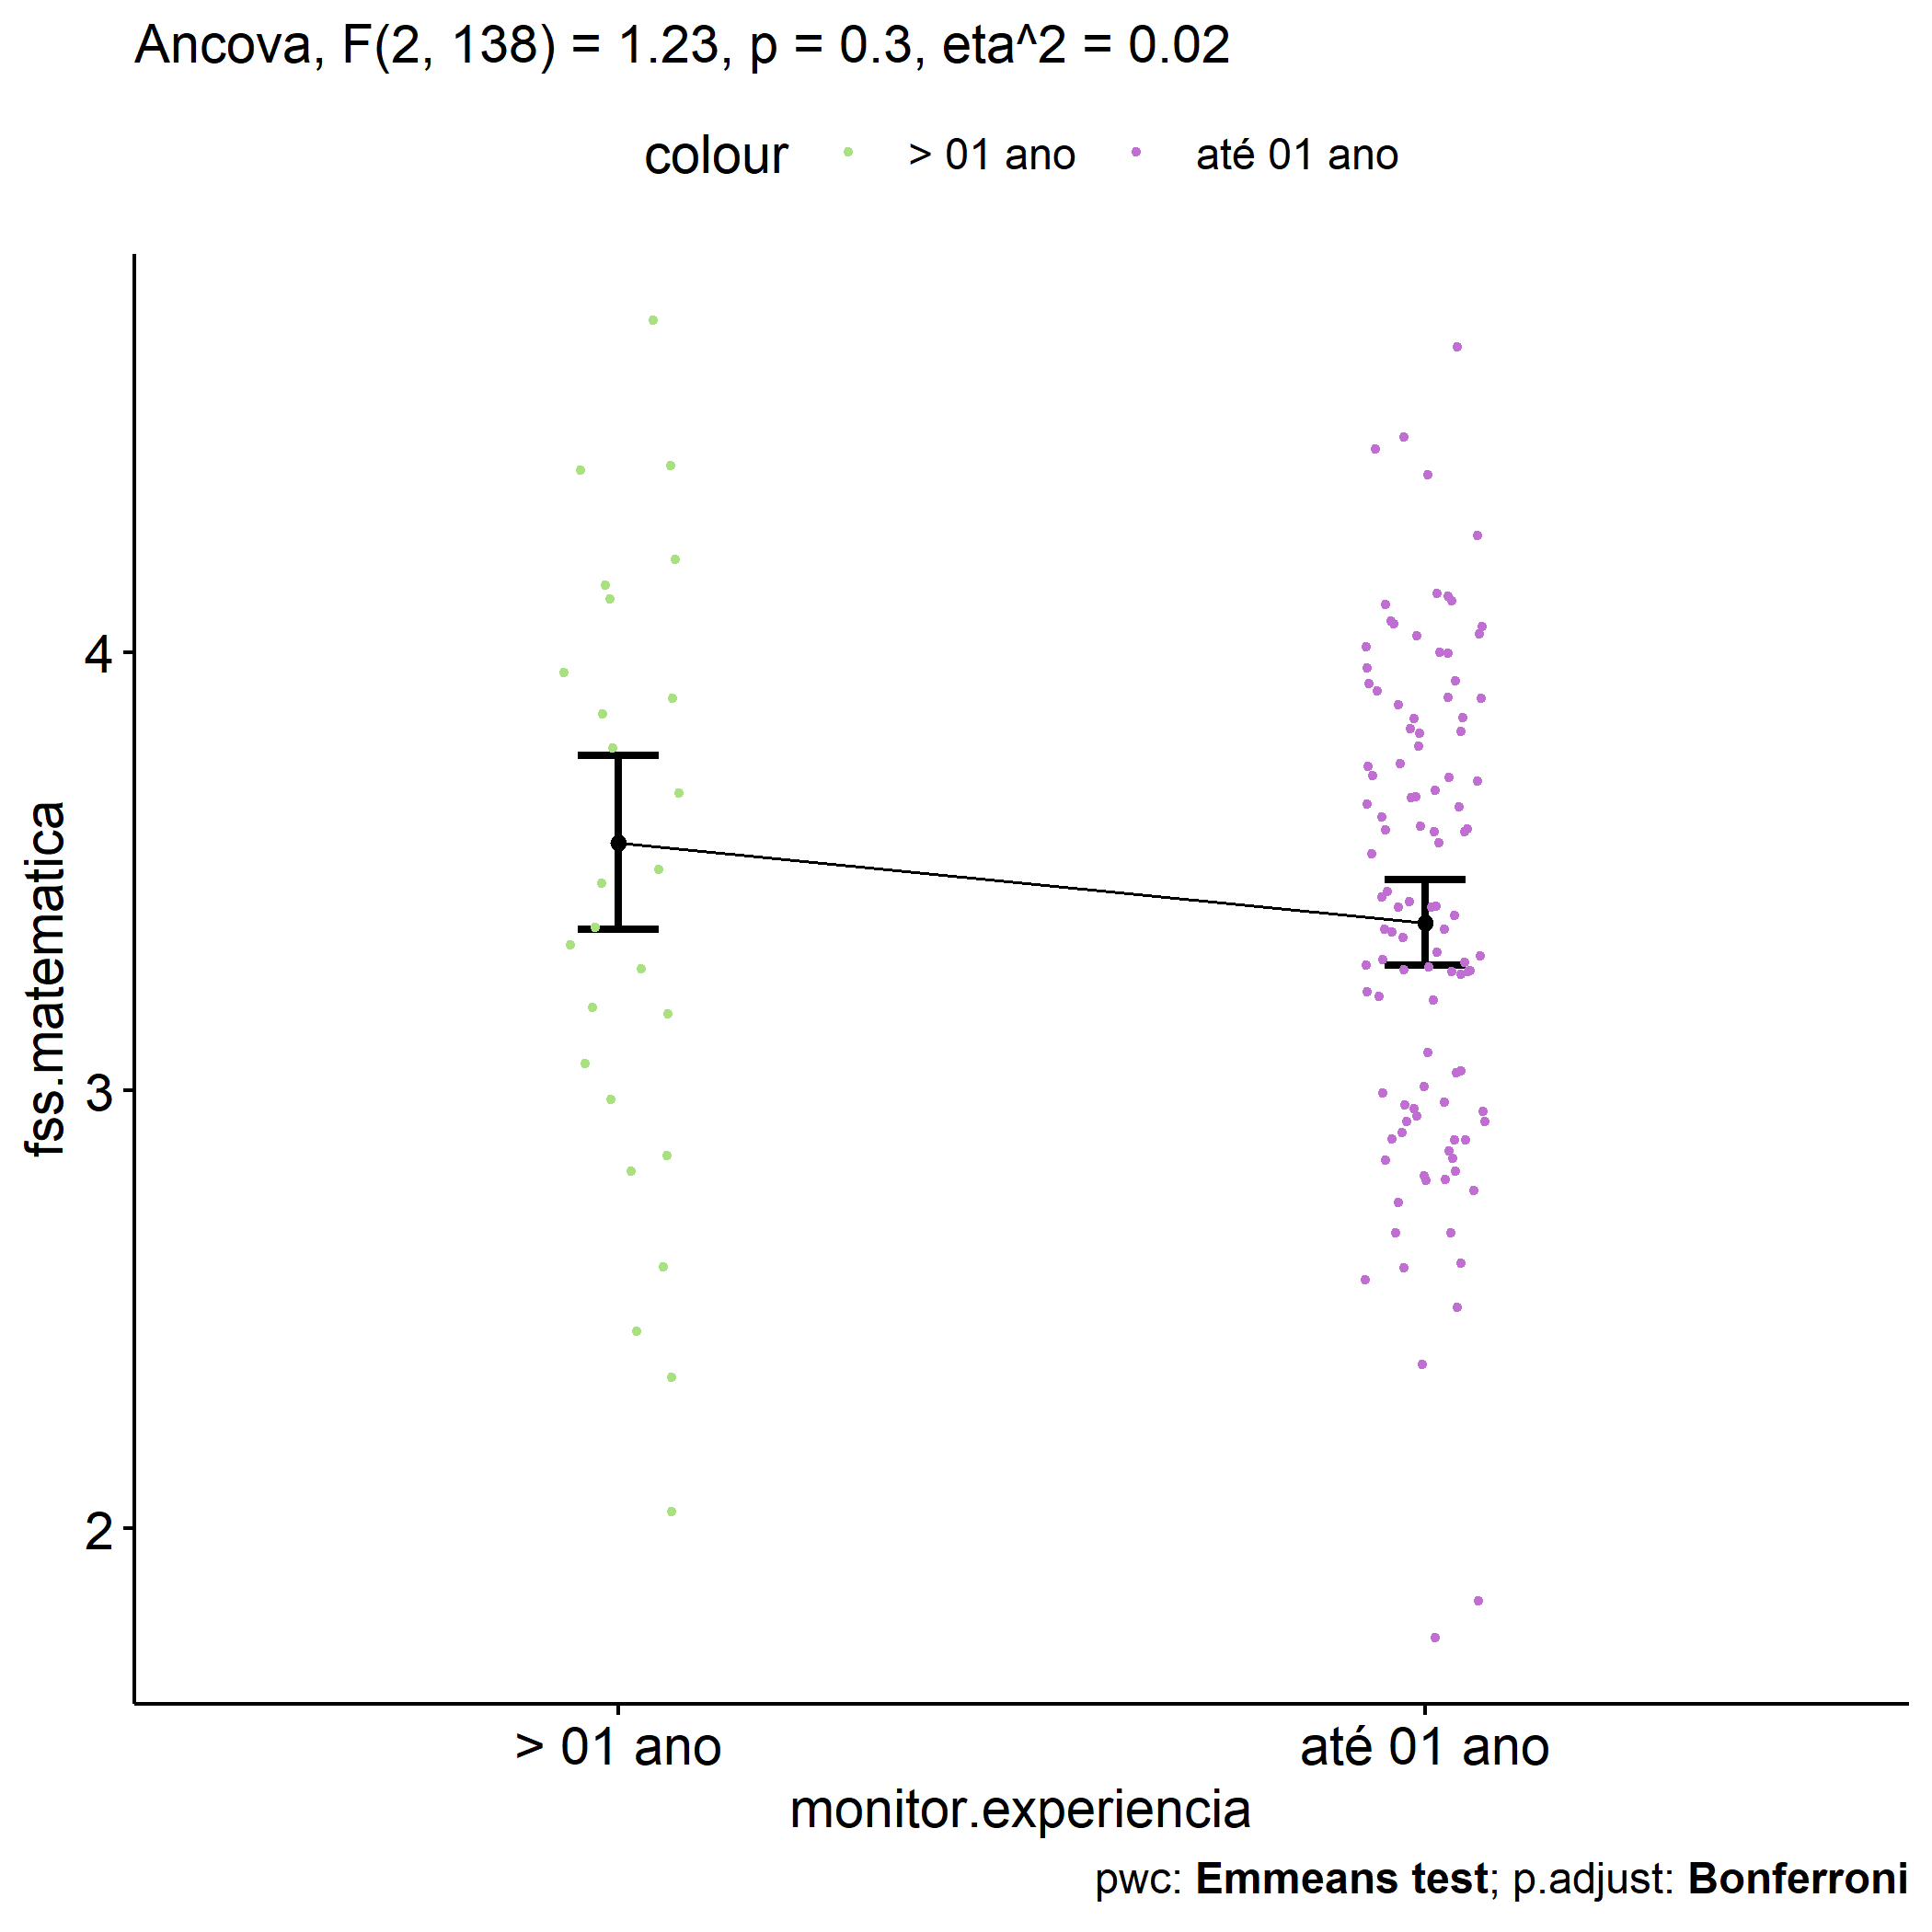 Ancova, F(2, 138) = 1.23, p = 0.3, eta^2 = 0.02
colour > 01 ano até 01 ano
4
3
2
fss.matematica
> 01 ano até 01 ano
monitor.experiencia
pwc: Emmeans test; p.adjust: Bonferroni